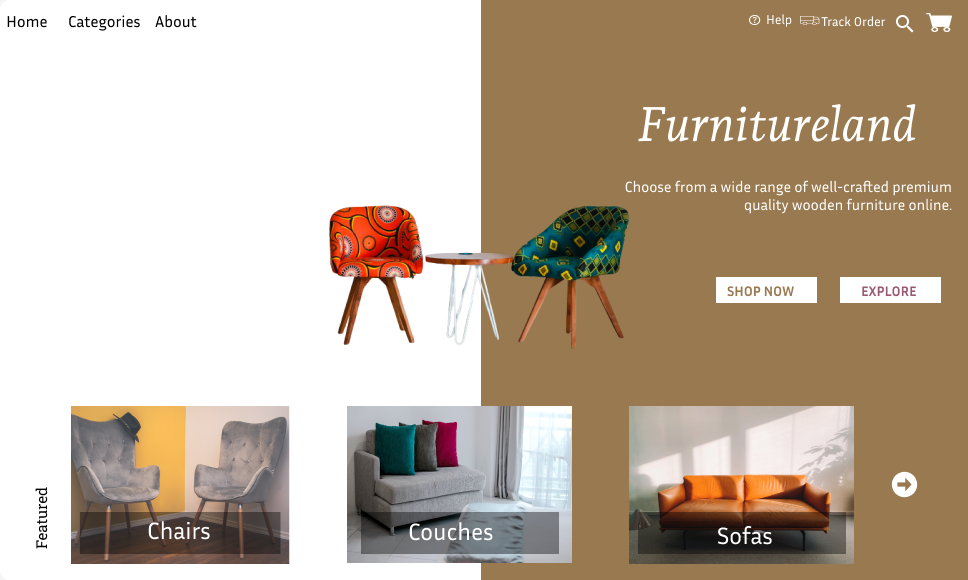 Home Categories About
Help Track Order
Furnitureland
Choose from a wide range of well-crafted premium
quality wooden furniture online.
SHOP NOW EXPLORE
Featured
Chairs
Couches
Sofas